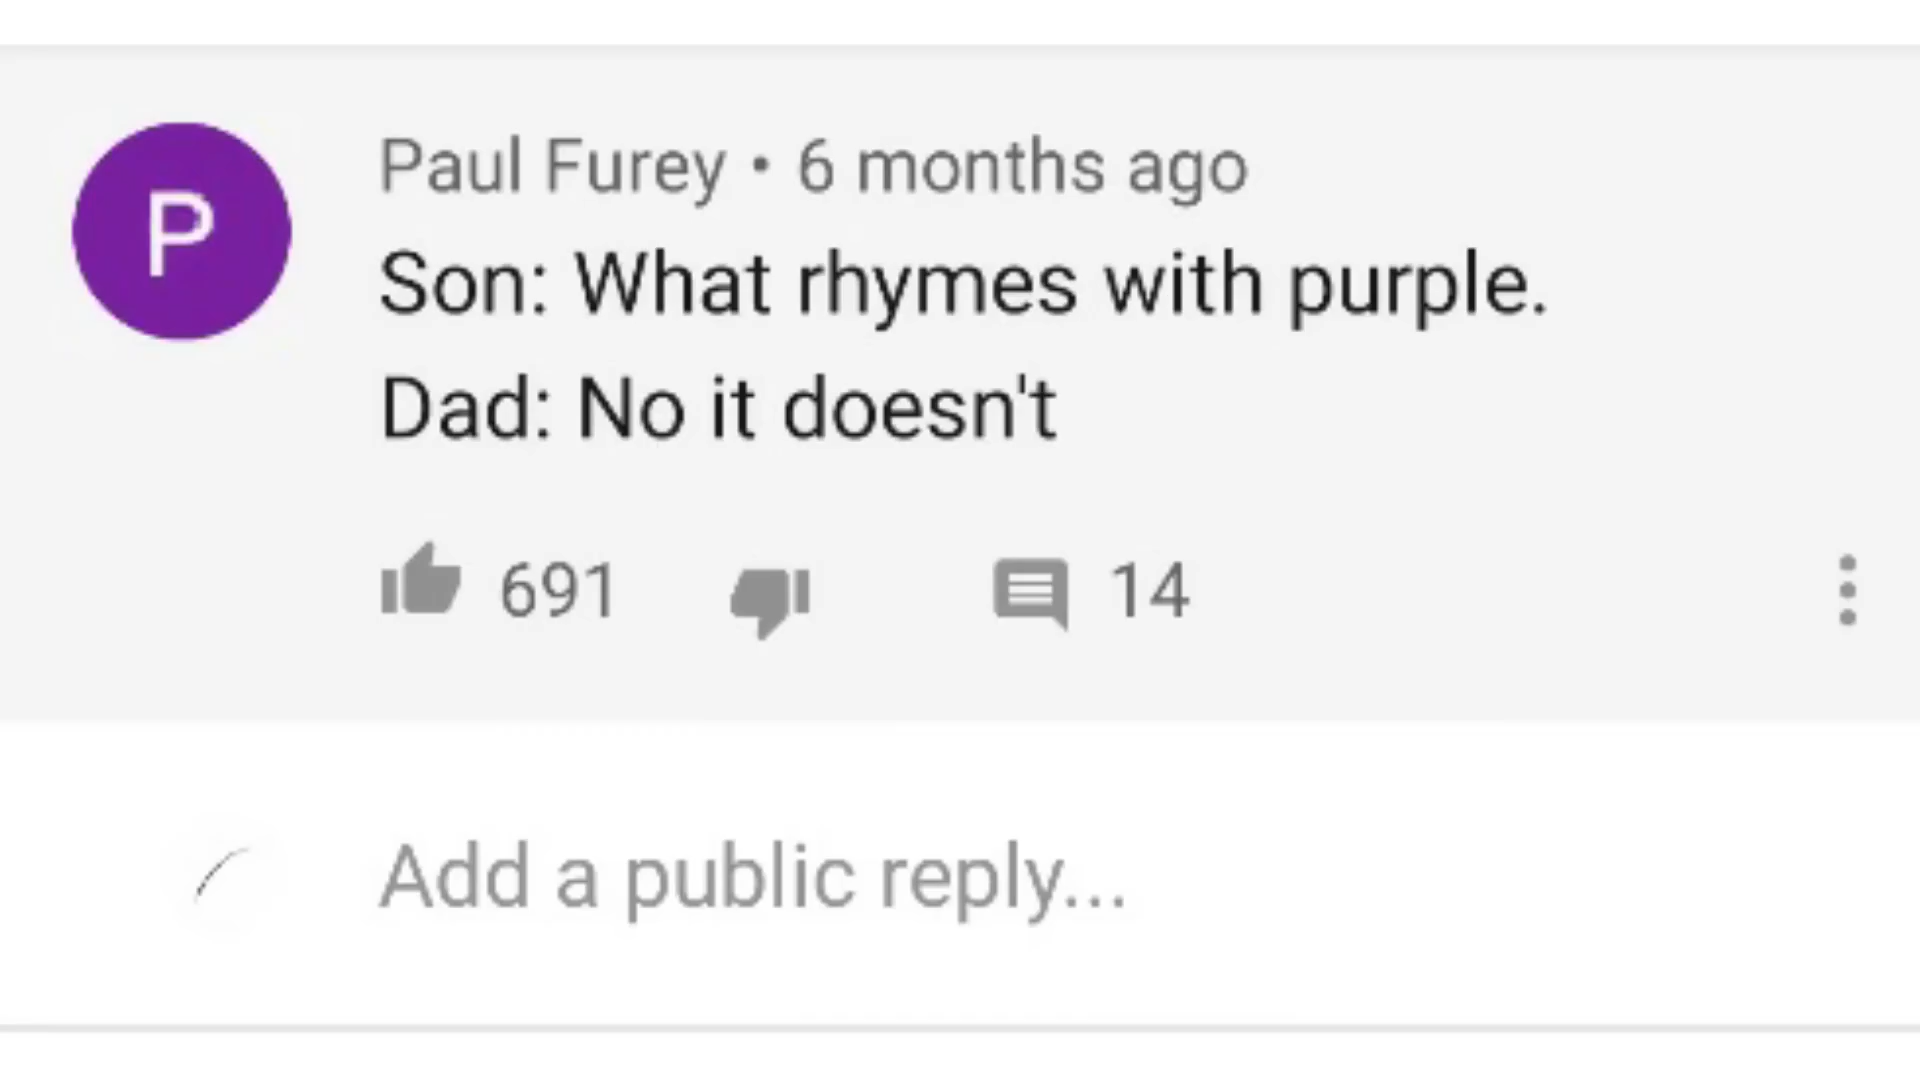 P
Paul Furey • 6 months ago
Son: What rhymes with purple.
Dad: No it doesn't
691 14
Add a public reply...